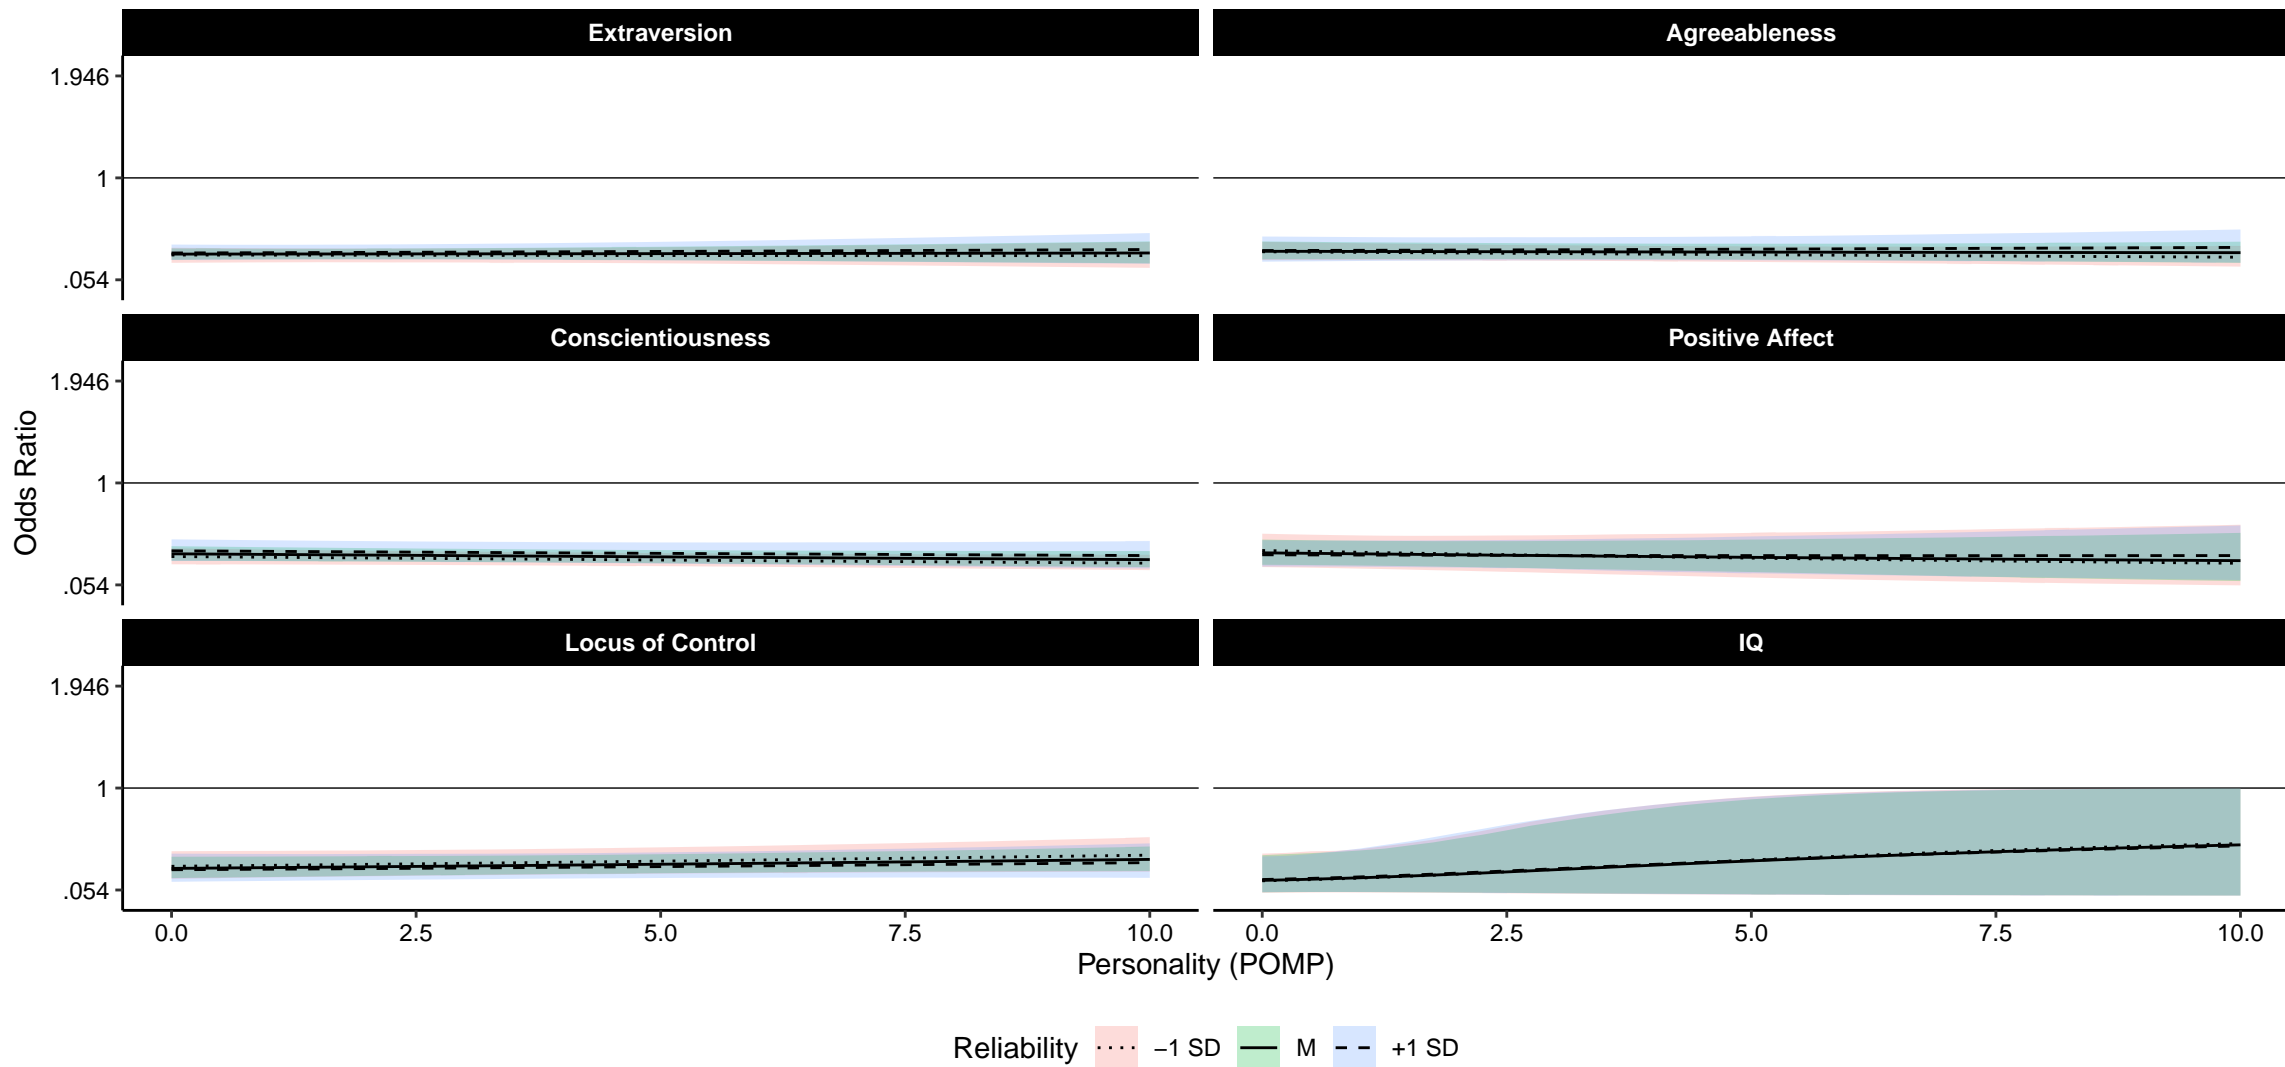 Extraversion
Agreeableness
1.946
1
.054
Conscientiousness
Positive Affect
1.946
1
.054
Odds Ratio
Locus of Control
IQ
1.946
1
.054
0.0 2.5 5.0 7.5 10.0
0.0 2.5 5.0 7.5 10.0
Personality (POMP)
Reliability −1 SD M +1 SD